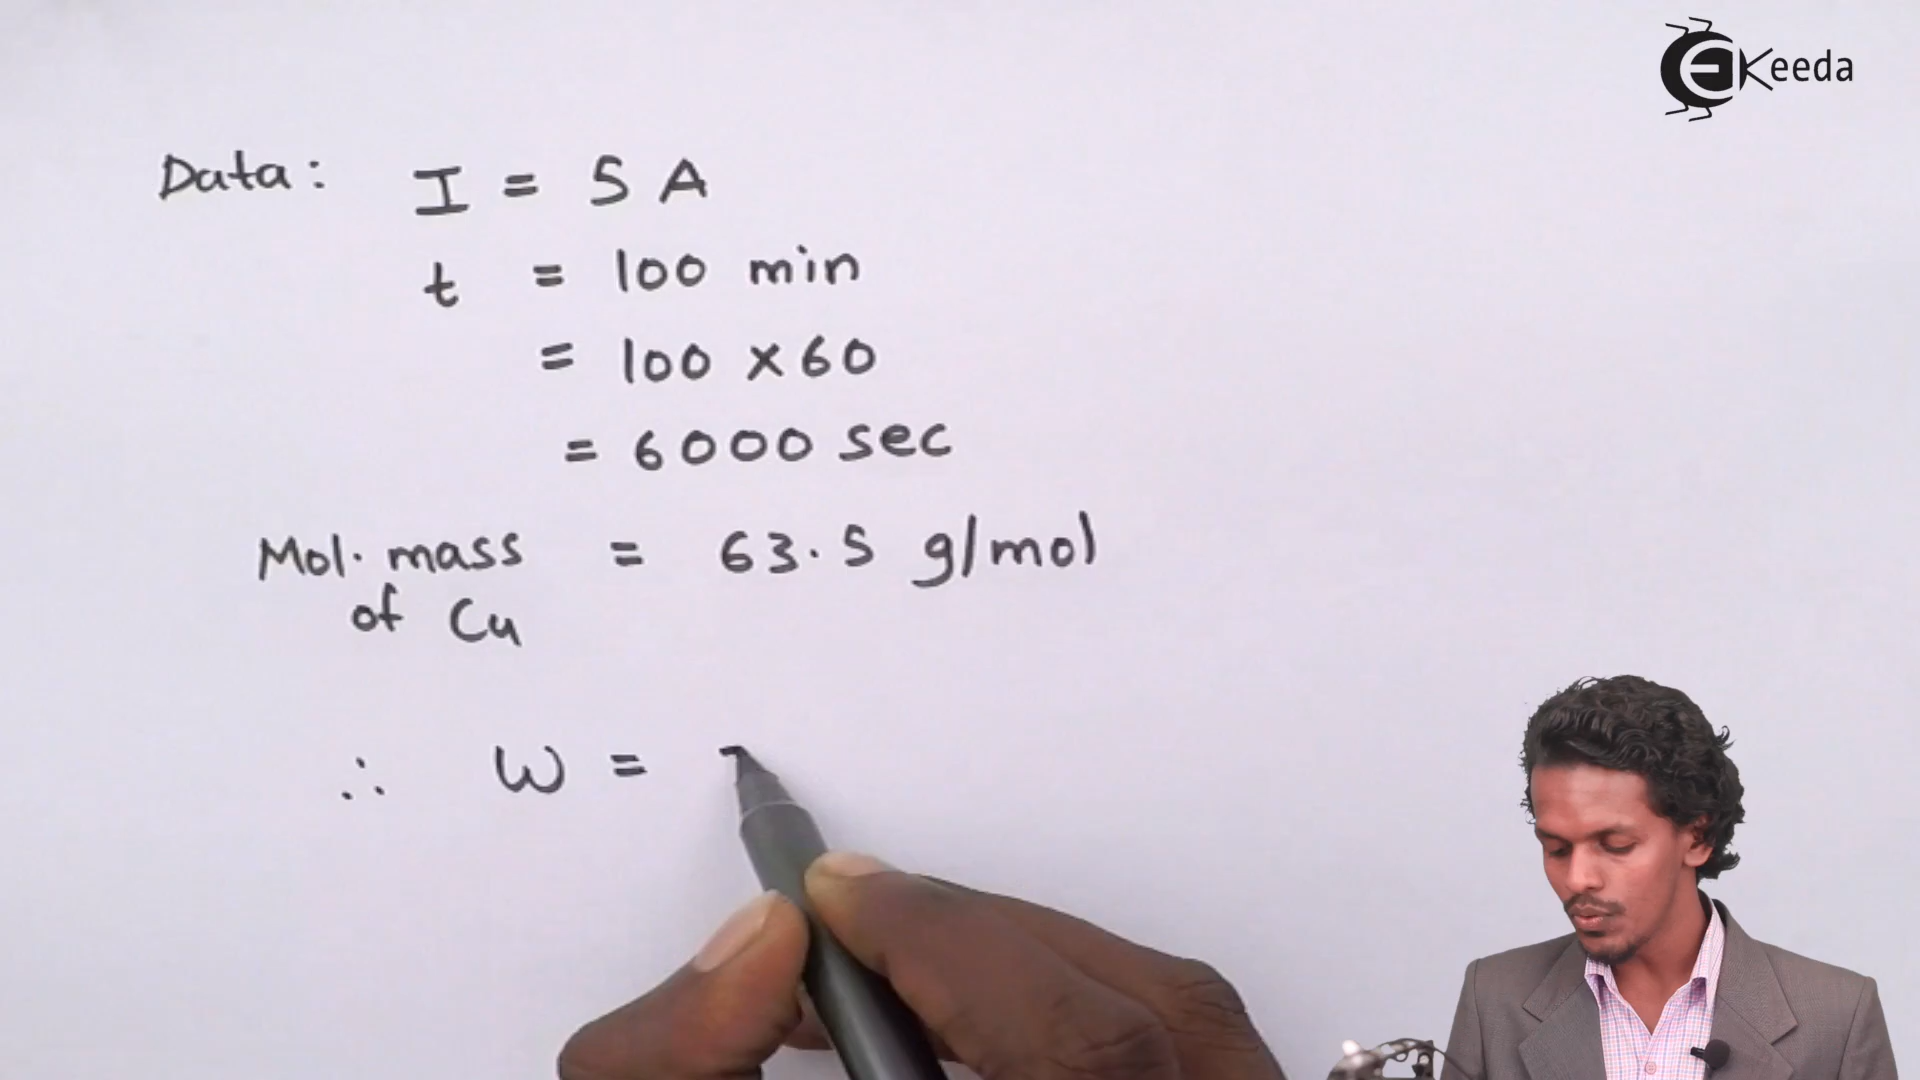 Keeda
Data: I = 5 A
t = 100 min
= 100 × 60
= 6000 sec
Mol. mass = 63.5 g/mol
of Cu
∴ W =